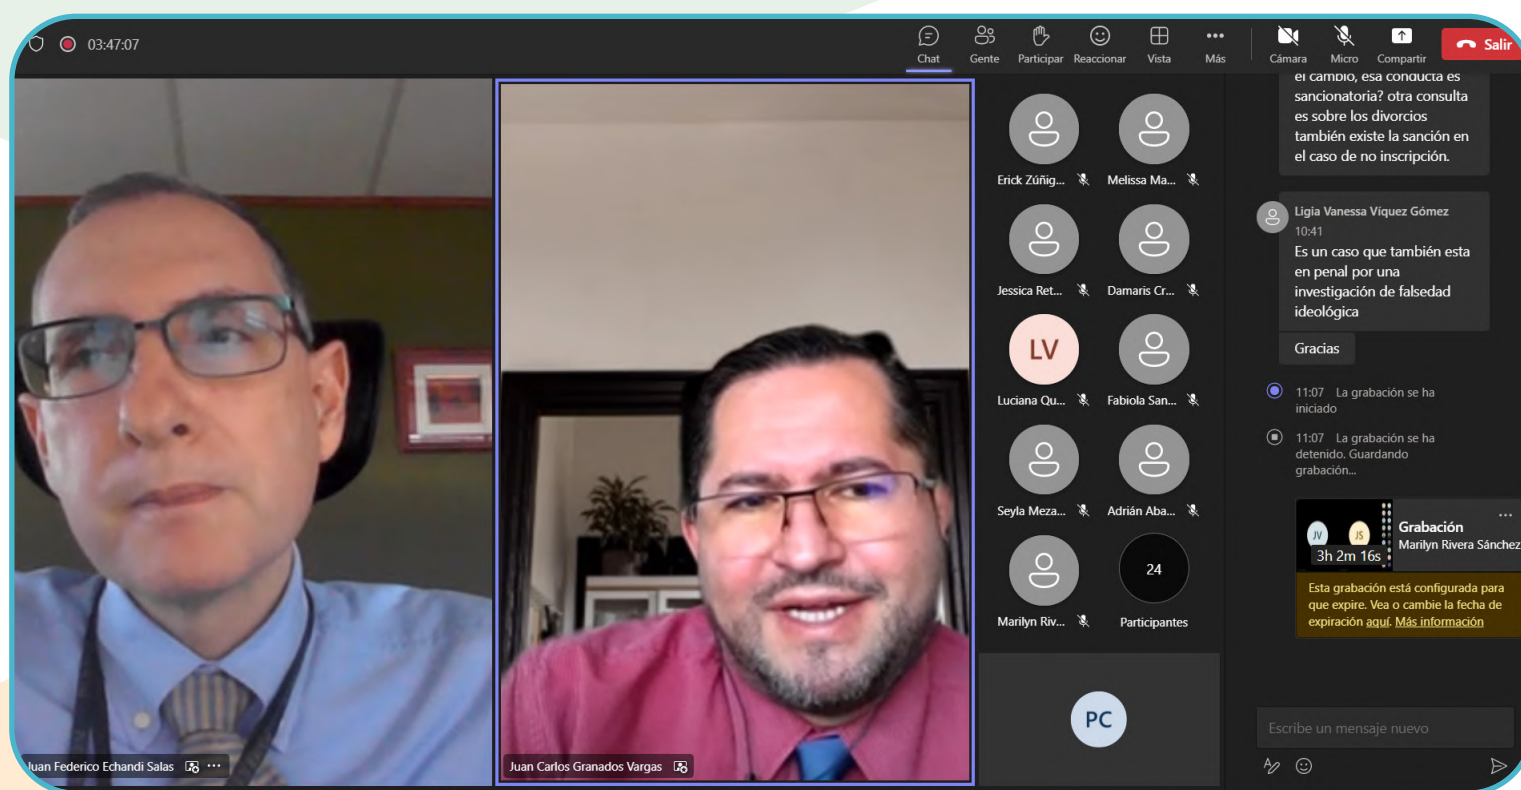 03:47:07
Chat
Gente
Participar
Reaccionar
Vista
Más
Cámara
Micro
Compartir
Salir
Juan Federico Echandi Salas
Juan Carlos Granados Vargas
Erick Zúñig...
Melissa Ma...
Jessica Ret...
Damaris Cr...
LV
Luciana Qu...
Fabiola San...
Seyla Meza...
Adrián Aba...
Marilyn Riv...
24
Participantes
PC
el cambio, esa conducta es
sancionatoria? otra consulta
es sobre los divorcios
también existe la sanción en
el caso de no inscripción.
Ligia Vanessa Víquez Gómez
10:41
Es un caso que también esta
en penal por una
investigación de falsedad
ideológica
Gracias
11:07 La grabación se ha
iniciado
11:07 La grabación se ha
detenido. Guardando
grabación...
JV
JS
3h 2m 16s
Grabación
Marilyn Rivera Sánchez
Esta grabación está configurada para
que expire. Vea o cambie la fecha de
expiración aquí. Más información
Escribe un mensaje nuevo